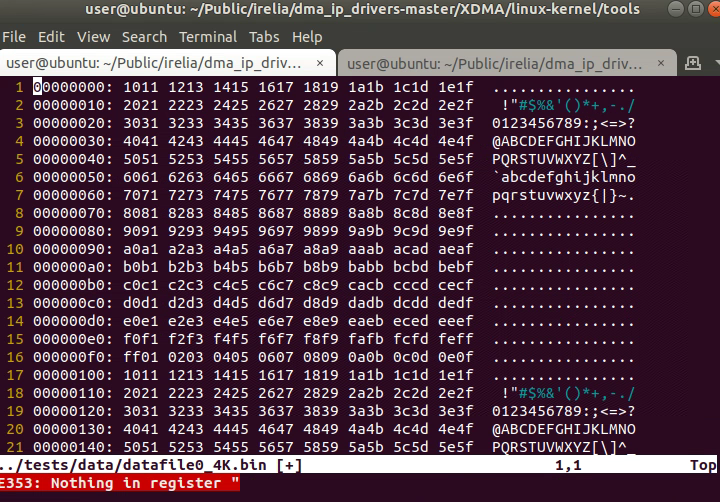 user@ubuntu: ~/Public/irelia/dma_ip_drivers-master/XDMA/linux-kernel/tools
File Edit View Search Terminal Tabs Help
user@ubuntu: ~/Public/irelia/dma_ip_driv... × user@ubuntu: ~/Public/irelia/dma_ip_driv... ×
1 00000000: 1011 1213 1415 1617 1819 1a1b 1c1d 1e1f ................
2 00000010: 2021 2223 2425 2627 2829 2a2b 2c2d 2e2f  !"#$%&'()*+,-./
3 00000020: 3031 3233 3435 3637 3839 3a3b 3c3d 3e3f 0123456789:;<=>?
4 00000030: 4041 4243 4445 4647 4849 4a4b 4c4d 4e4f @ABCDEFGHIJKLMNO
5 00000040: 5051 5253 5455 5657 5859 5a5b 5c5d 5e5f PQRSTUVWXYZ[\]^_
6 00000050: 6061 6263 6465 6667 6869 6a6b 6c6d 6e6f `abcdefghijklmno
7 00000060: 7071 7273 7475 7677 7879 7a7b 7c7d 7e7f pqrstuvwxyz{|}~.
8 00000070: 8081 8283 8485 8687 8889 8a8b 8c8d 8e8f ................
9 00000080: 9091 9293 9495 9697 9899 9a9b 9c9d 9e9f ................
10 00000090: a0a1 a2a3 a4a5 a6a7 a8a9 aaab acad aeaf ................
11 000000a0: b0b1 b2b3 b4b5 b6b7 b8b9 babb bcbd bebf ................
12 000000b0: c0c1 c2c3 c4c5 c6c7 c8c9 cacb cccd cecf ................
13 000000c0: d0d1 d2d3 d4d5 d6d7 d8d9 dadb dcdd dedf ................
14 000000d0: e0e1 e2e3 e4e5 e6e7 e8e9 eaeb eced eeef ................
15 000000e0: f0f1 f2f3 f4f5 f6f7 f8f9 fafb fcfd feff ................
16 000000f0: ff01 0203 0405 0607 0809 0a0b 0c0d 0e0f ................
17 00000100: 1011 1213 1415 1617 1819 1a1b 1c1d 1e1f ................
18 00000110: 2021 2223 2425 2627 2829 2a2b 2c2d 2e2f  !"#$%&'()*+,-./
19 00000120: 3031 3233 3435 3637 3839 3a3b 3c3d 3e3f 0123456789:;<=>?
20 00000130: 4041 4243 4445 4647 4849 4a4b 4c4d 4e4f @ABCDEFGHIJKLMNO
21 00000140: 5051 5253 5455 5657 5859 5a5b 5c5d 5e5f PQRSTUVWXYZ[\]^_
../tests/data/datafile0_4K.bin [+] 1,1 Top
E353: Nothing in register "